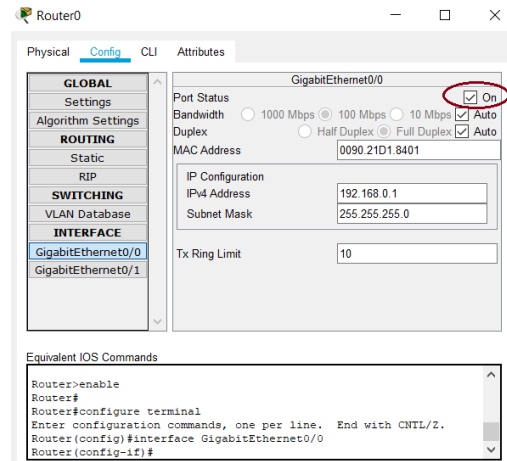 Router0
Physical Config CLI Attributes
GLOBAL
Settings
Algorithm Settings
ROUTING
Static
RIP
SWITCHING
VLAN Database
INTERFACE
GigabitEthernet0/0
GigabitEthernet0/1
GigabitEthernet0/0
Port Status On
Bandwidth 1000 Mbps 100 Mbps 10 Mbps Auto
Duplex Half Duplex Full Duplex Auto
MAC Address 0090.21D1.8401
IP Configuration
IPv4 Address 192.168.0.1
Subnet Mask 255.255.255.0
Tx Ring Limit 10
Equivalent IOS Commands
Router>enable
Router#
Router#configure terminal
Enter configuration commands, one per line. End with CNTL/Z.
Router(config)#interface GigabitEthernet0/0
Router(config-if)#